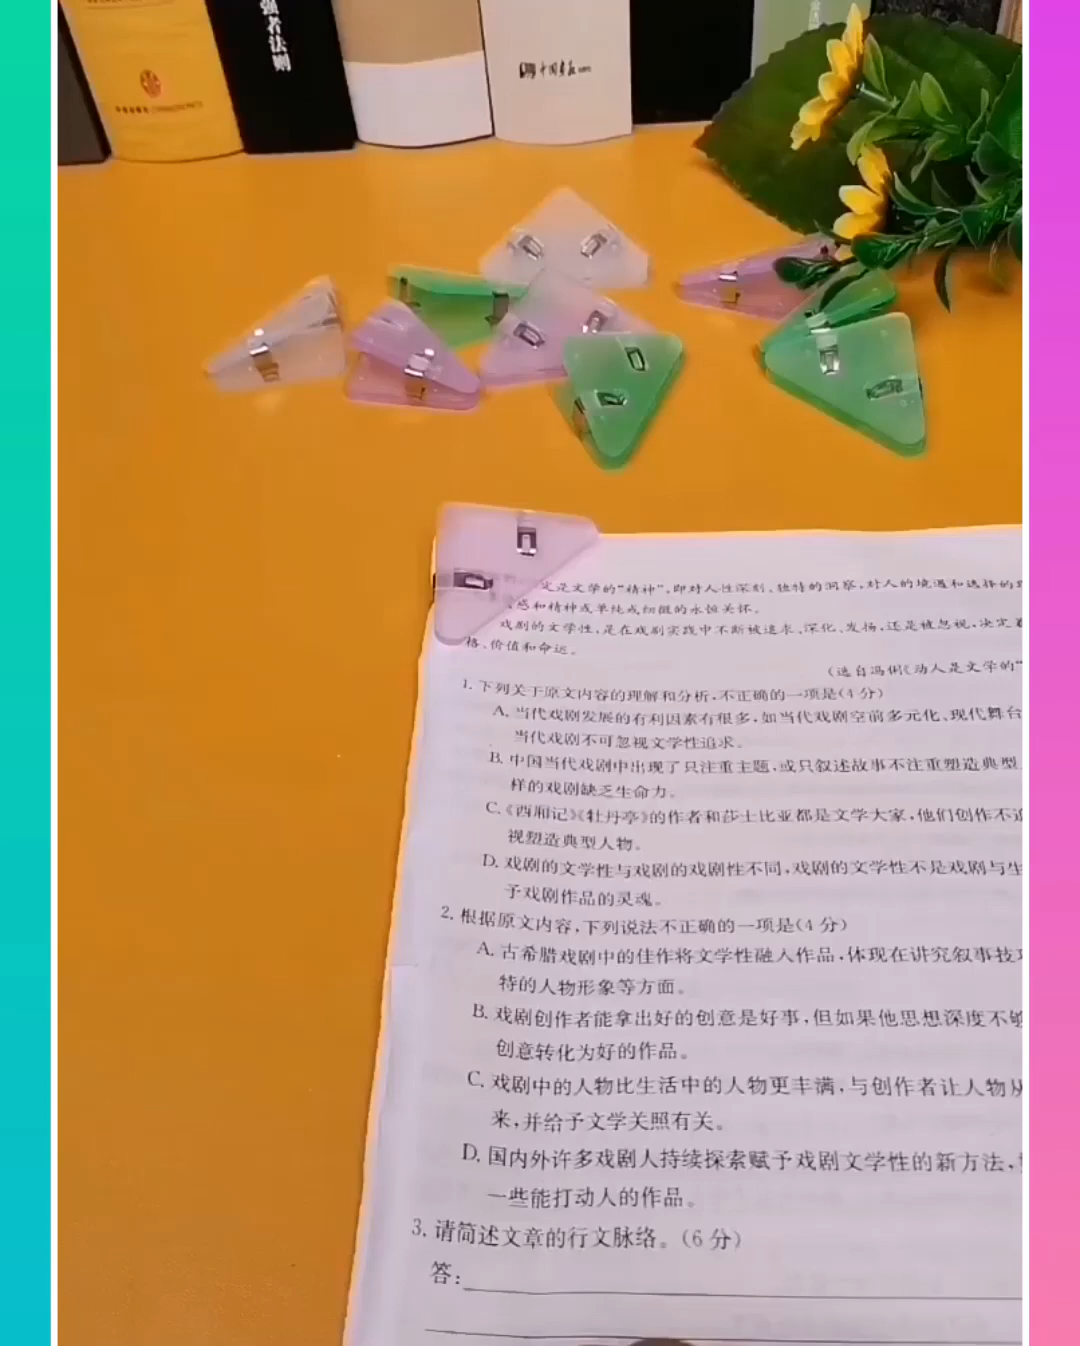 强者法则
中国画报
定是文学的“精神”,即对人性深刻、独特的洞察,对人的境遇和选择的
感和精神或单纯或彻微的永恒关怀。
戏剧的文学性,是在戏剧实践中不断被追求、深化、发扬,还是被忽视,决定着
格、价值和命运。
(选自冯俐《动人是文学的“
1. 下列关于原文内容的理解和分析,不正确的一项是(4分)
A. 当代戏剧发展的有利因素有很多,如当代戏剧空前多元化、现代舞台
当代戏剧不可忽视文学性追求。
B. 中国当代戏剧中出现了只注重主题,或只叙述故事不注重塑造典型
样的戏剧缺乏生命力。
C.《西厢记》《牡丹亭》的作者和莎士比亚都是文学大家,他们创作不追
视塑造典型人物。
D. 戏剧的文学性与戏剧的戏剧性不同,戏剧的文学性不是戏剧与生
予戏剧作品的灵魂。
2. 根据原文内容,下列说法不正确的一项是(4分)
A. 古希腊戏剧中的佳作将文学性融入作品,体现在讲究叙事技巧
特的人物形象等方面。
B. 戏剧创作者能拿出好的创意是好事,但如果他思想深度不够
创意转化为好的作品。
C. 戏剧中的人物比生活中的人物更丰满,与创作者让人物从
来,并给予文学关照有关。
D. 国内外许多戏剧人持续探索赋予戏剧文学性的新方法,
一些能打动人的作品。
3. 请简述文章的行文脉络。(6分)
答: